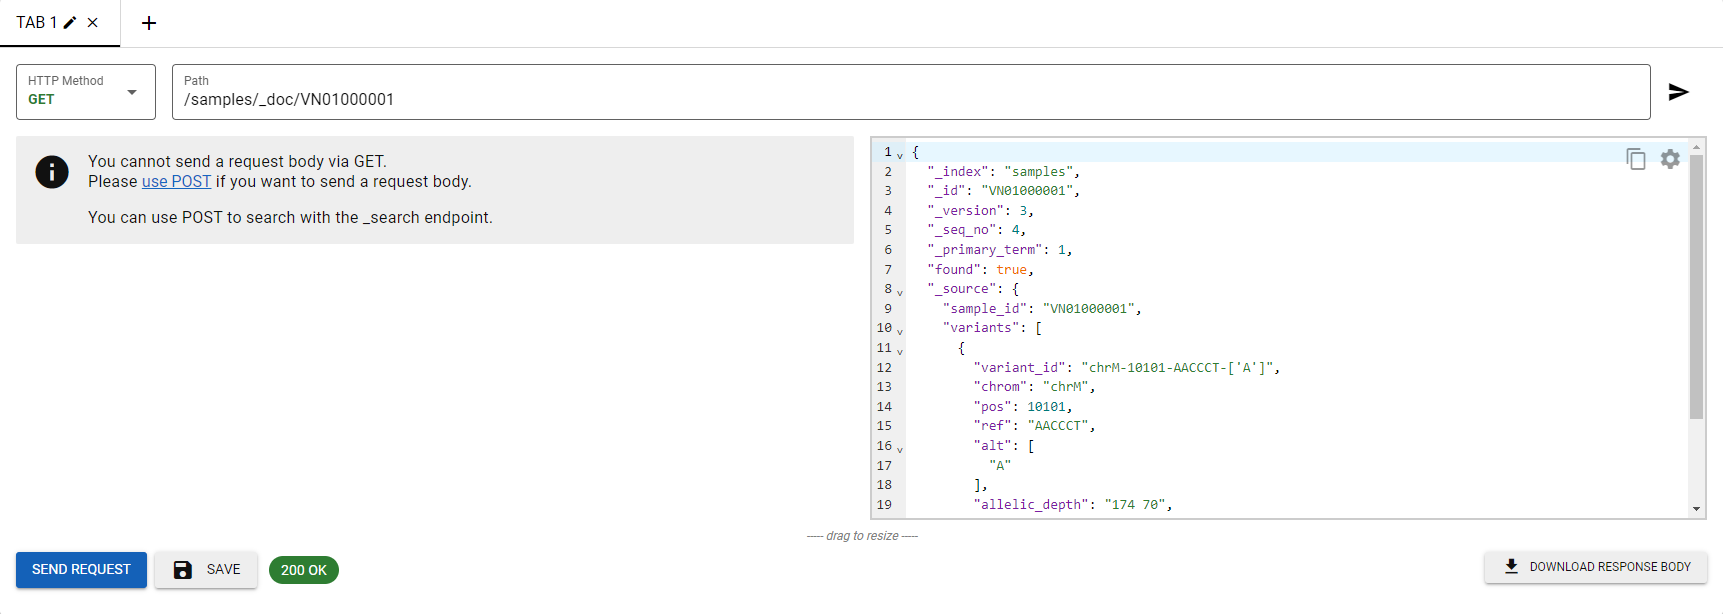 TAB 1
HTTP Method
GET
Path
/samples/_doc/VN01000001
You cannot send a request body via GET.
Please use POST if you want to send a request body.
You can use POST to search with the _search endpoint.
1 {
2 "_index": "samples",
3 "_id": "VN01000001",
4 "_version": 3,
5 "_seq_no": 4,
6 "_primary_term": 1,
7 "found": true,
8 "_source": {
9 "sample_id": "VN01000001",
10 "variants": [
11 {
12 "variant_id": "chrM-10101-AACCCT-['A']",
13 "chrom": "chrM",
14 "pos": 10101,
15 "ref": "AACCCT",
16 "alt": [
17 "A"
18 ],
19 "allelic_depth": "174 70",
----- drag to resize -----
SEND REQUEST
SAVE
200 OK
DOWNLOAD RESPONSE BODY